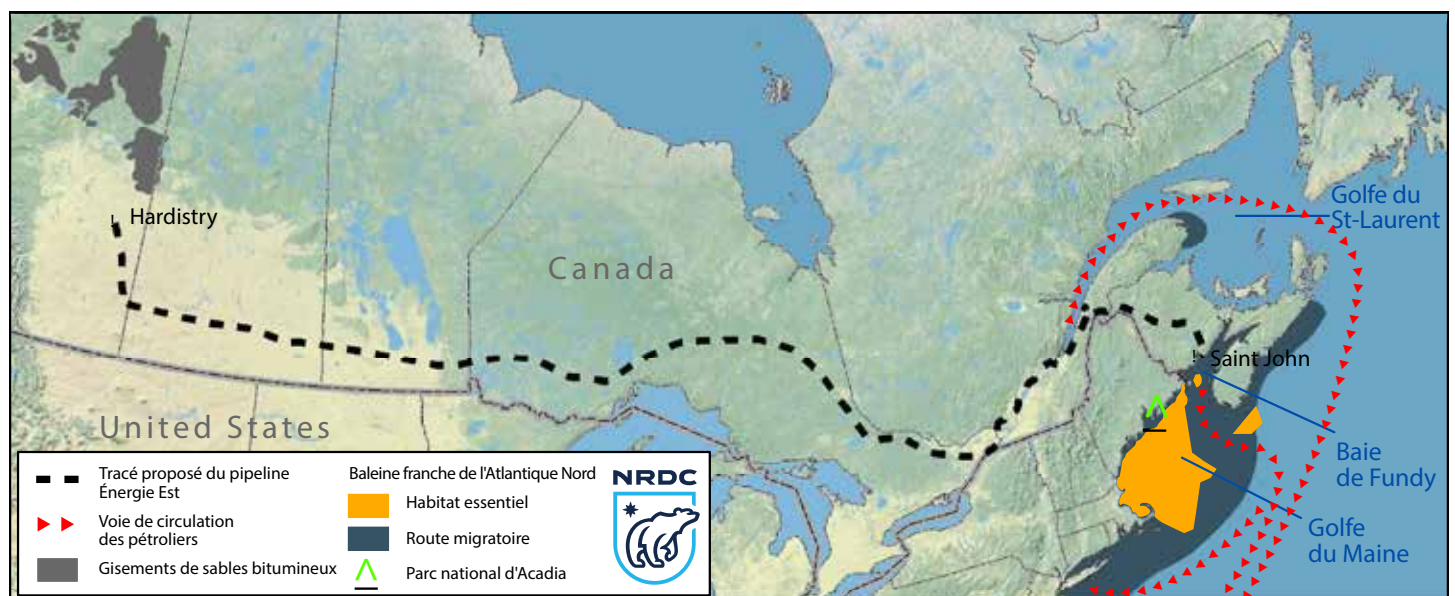 Hardistry
Canada
United States
Golfe du
St-Laurent
Saint John
Baie
de Fundy
Golfe
du Maine
Tracé proposé du pipeline
Énergie Est
Voie de circulation
des pétroliers
Gisements de sables bitumineux
Baleine franche de l'Atlantique Nord
Habitat essentiel
Route migratoire
Parc national d'Acadia
NRDC